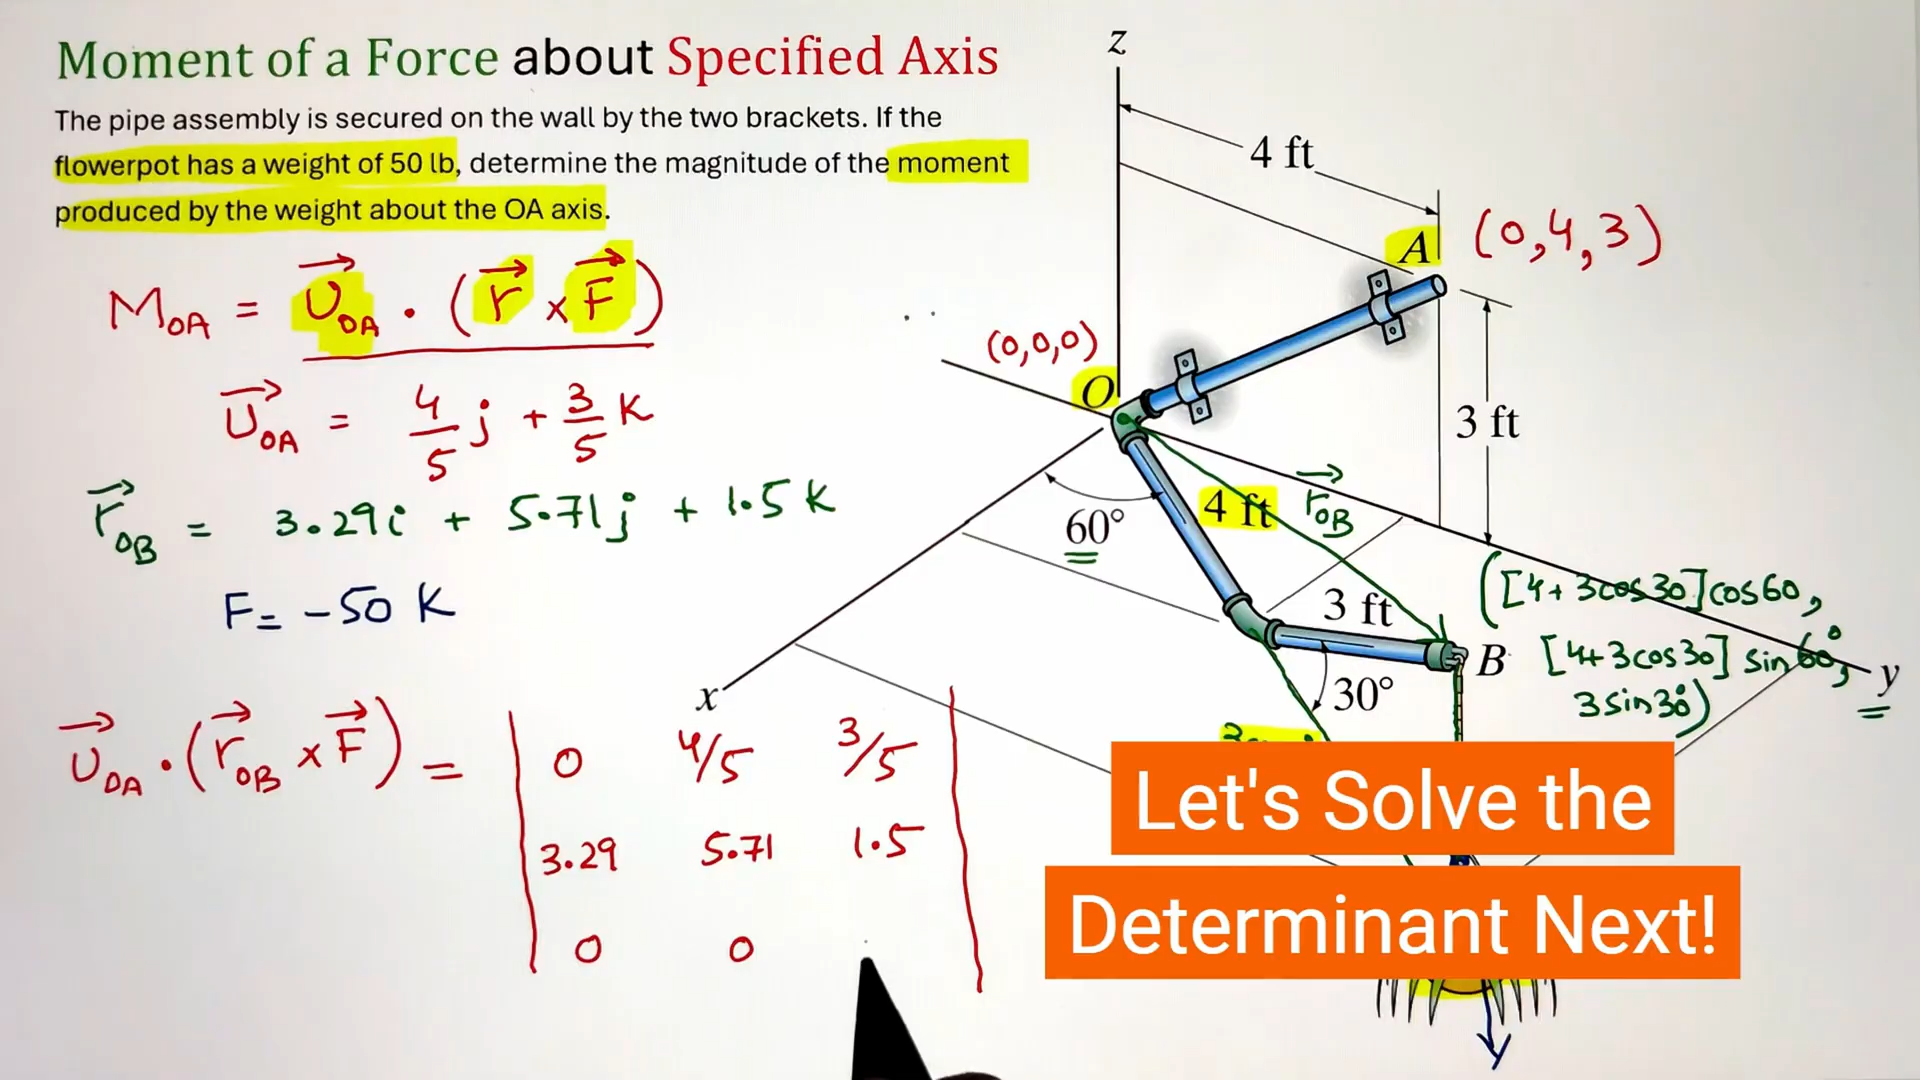 Moment of a Force about Specified Axis
The pipe assembly is secured on the wall by the two brackets. If the
flowerpot has a weight of 50 lb, determine the magnitude of the moment
produced by the weight about the OA axis.
M_OA = U_OA · (r × F)
U_OA = 4/5 j + 3/5 K
r_OB = 3.29i + 5.71j + 1.5K
F = -50 K
U_OA · (r_OB × F) =
0 4/5 3/5
3.29 5.71 1.5
0 0
z
4 ft
A (0,4,3)
(0,0,0)
O
3 ft
60°
4 ft
r_OB
3 ft
([4+3cos30]cos60,
B [4+3cos30] sin60°,
3sin30°)
30°
x
y
Let's Solve the
Determinant Next!